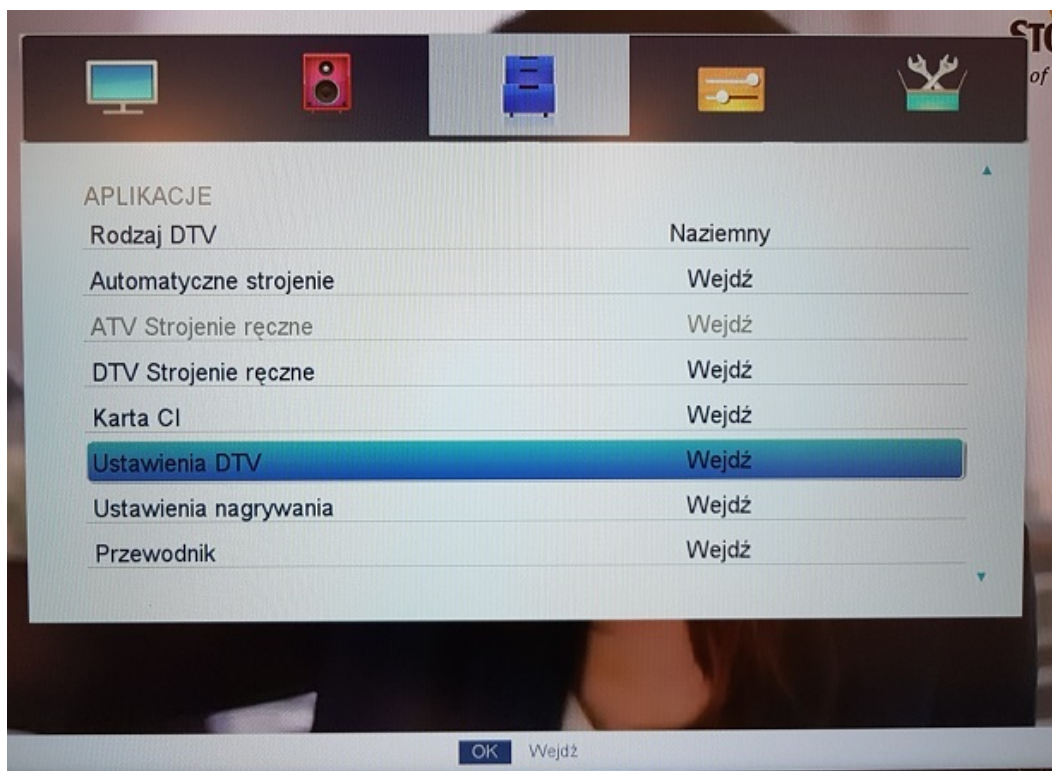 of
APLIKACJE
Rodzaj DTV Naziemny
Automatyczne strojenie Wejdź
ATV Strojenie ręczne Wejdź
DTV Strojenie ręczne Wejdź
Karta CI Wejdź
Ustawienia DTV Wejdź
Ustawienia nagrywania Wejdź
Przewodnik Wejdź
OK Wejdź